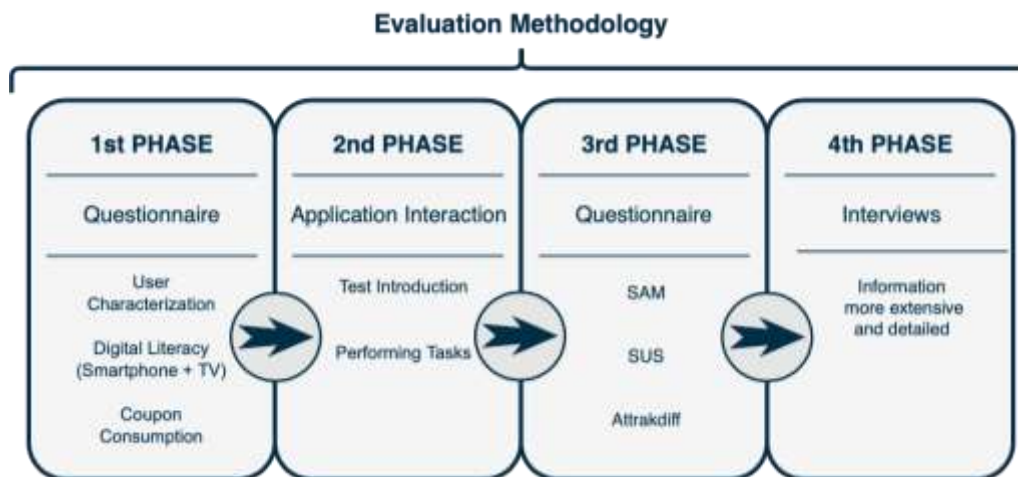 Evaluation Methodology
1st PHASE
Questionnaire
User
Characterization
Digital Literacy
(Smartphone + TV)
Coupon
Consumption
2nd PHASE
Application Interaction
Test Introduction
Performing Tasks
3rd PHASE
Questionnaire
SAM
SUS
Attrakdiff
4th PHASE
Interviews
Information
more extensive
and detailed